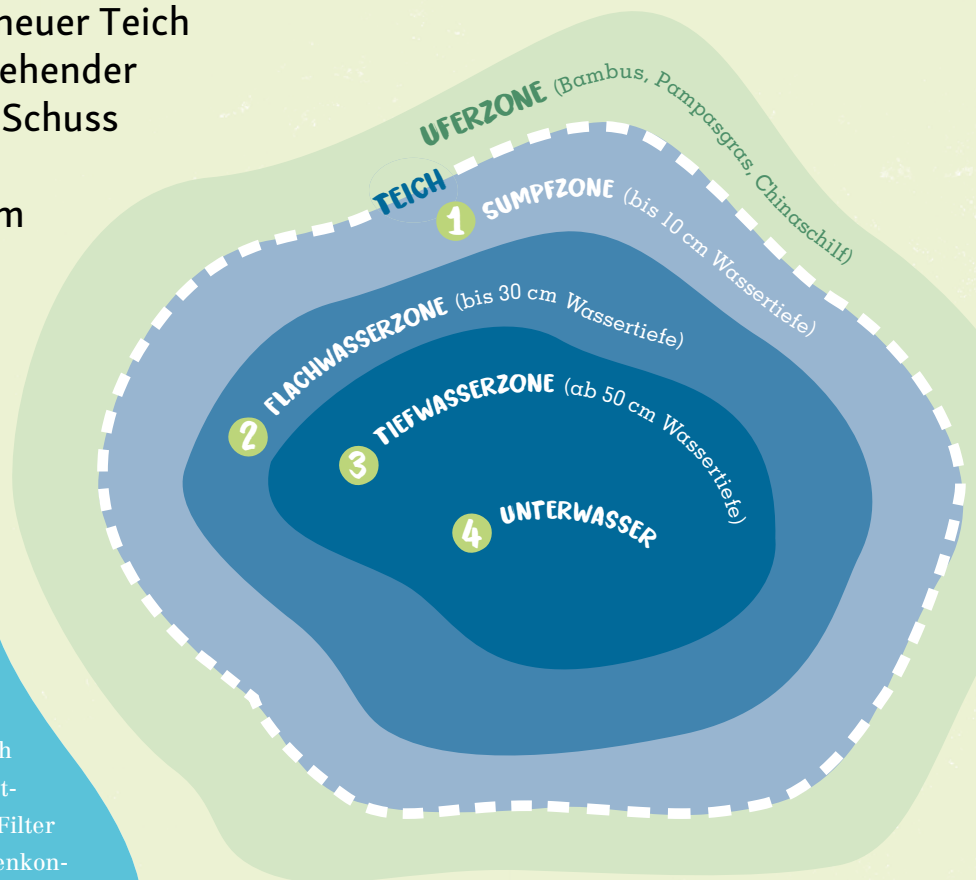 neuer Teich
ehender
Schuss
m
UFERZONE (Bambus, Pampasgras, Chinaschilf)
TEICH
1 SUMPFZONE (bis 10 cm Wassertiefe)
2 FLACHWASSERZONE (bis 30 cm Wassertiefe)
3 TIEFWASSERZONE (ab 50 cm Wassertiefe)
4 UNTERWASSER
h
t-
Filter
enkon-